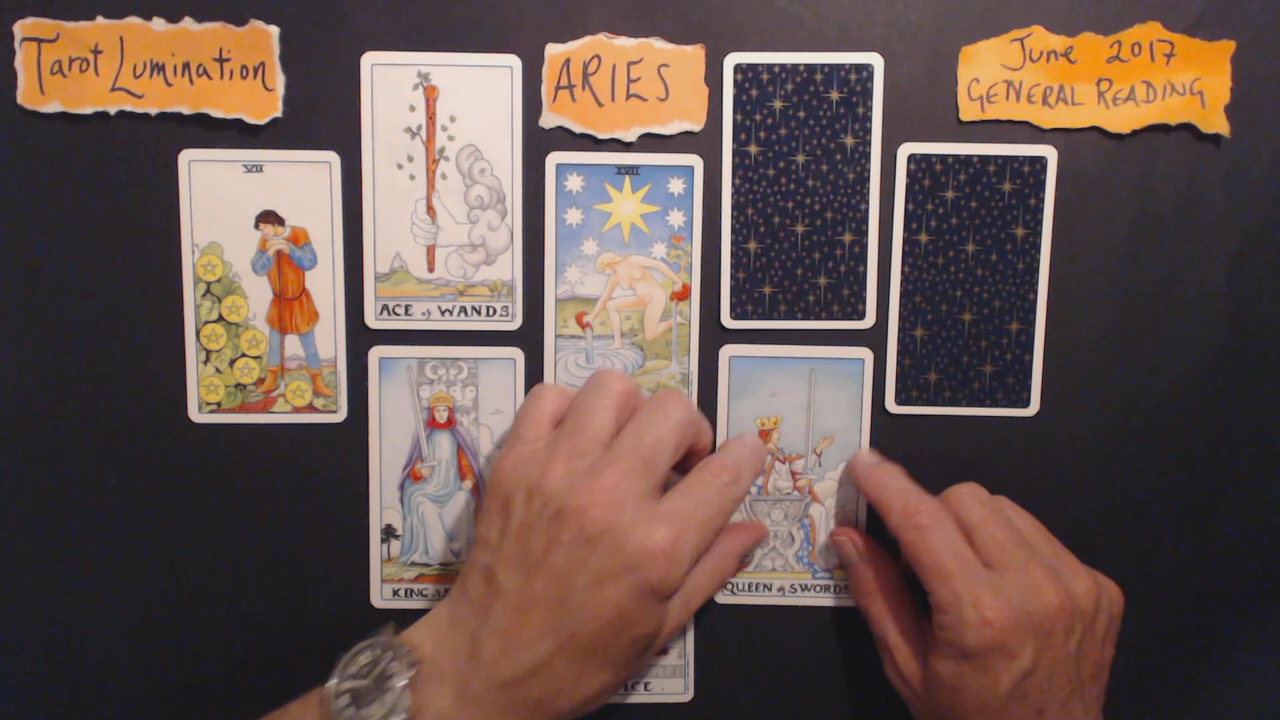 Tarot Lumination
ARIES
June 2017
GENERAL READING
VII
ACE of WANDS
XVII
QUEEN of SWORDS